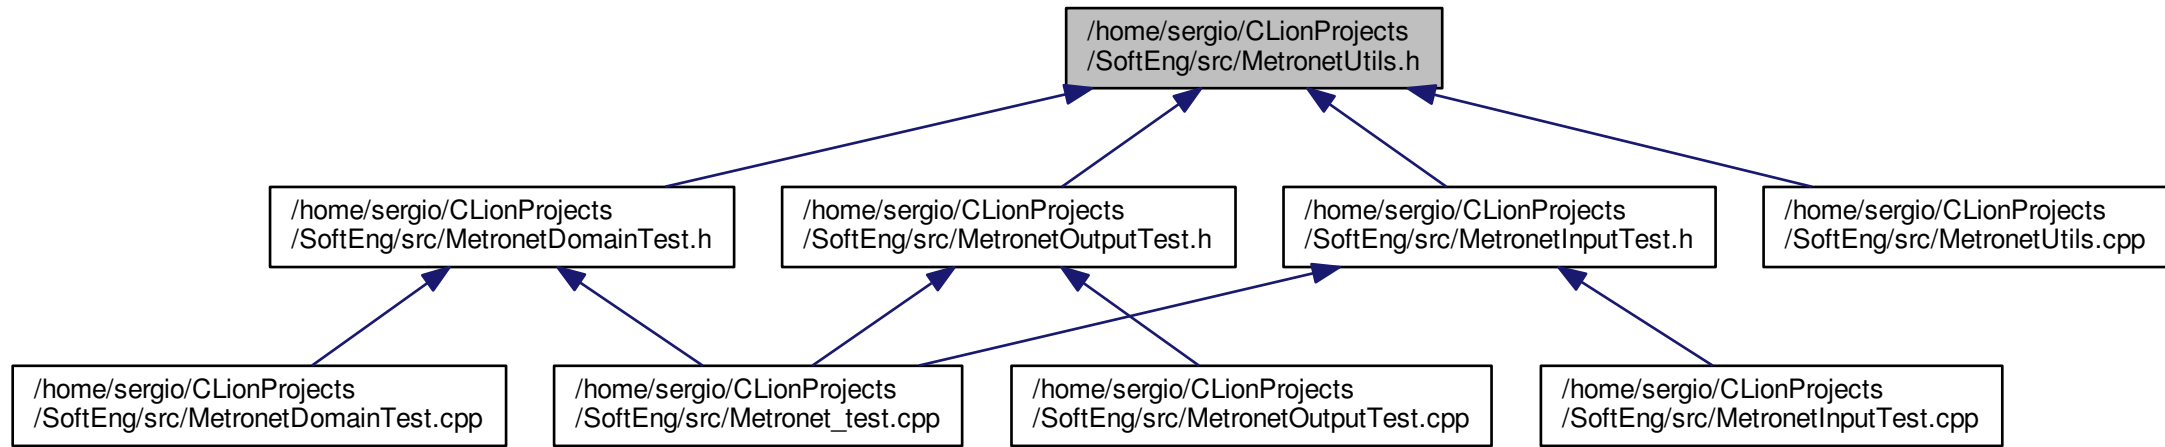 /home/sergio/CLionProjects
/SoftEng/src/MetronetUtils.h
/home/sergio/CLionProjects
/SoftEng/src/MetronetDomainTest.h
/home/sergio/CLionProjects
/SoftEng/src/MetronetOutputTest.h
/home/sergio/CLionProjects
/SoftEng/src/MetronetInputTest.h
/home/sergio/CLionProjects
/SoftEng/src/MetronetUtils.cpp
/home/sergio/CLionProjects
/SoftEng/src/MetronetDomainTest.cpp
/home/sergio/CLionProjects
/SoftEng/src/Metronet_test.cpp
/home/sergio/CLionProjects
/SoftEng/src/MetronetOutputTest.cpp
/home/sergio/CLionProjects
/SoftEng/src/MetronetInputTest.cpp